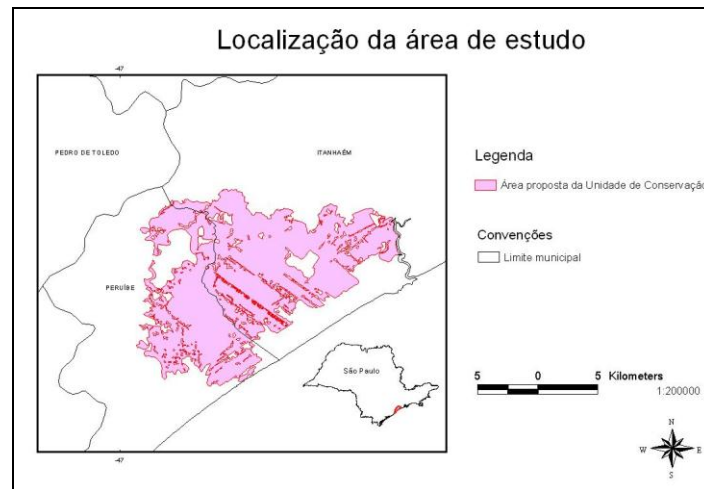 Localização da área de estudo
-47
PEDRO DE TOLEDO
ITANHAÉM
PERUÍBE
São Paulo
-47
Legenda
Área proposta da Unidade de Conservação
Convenções
Limite municipal
5 0 5 Kilometers
1:200000
N
W E
S